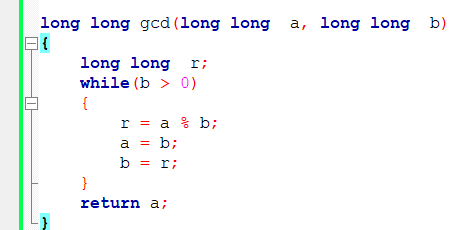 long long gcd(long long  a, long long  b)
{
    long long  r;
    while(b > 0)
    {
        r = a % b;
        a = b;
        b = r;
    }
    return a;
}